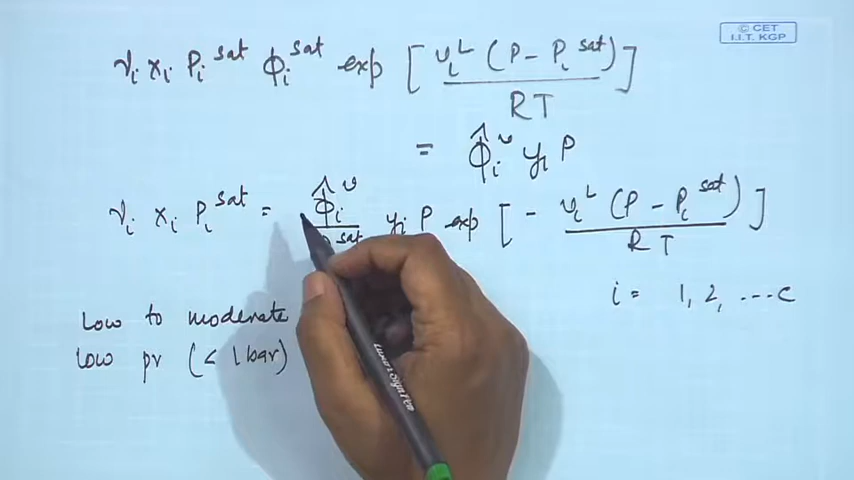 © CET
I.I.T. KGP
γi xi Pi^sat ϕi^sat exp [ vi^L (P - Pi^sat) / RT ]
= ϕ̂i^v yi P
γi xi Pi^sat = ϕ̂i^v / sat yi P exp [ - vi^L (P - Pi^sat) / RT ]
i = 1, 2, ... c
Low to moderate
low pr (< 1 bar)
LUXOR